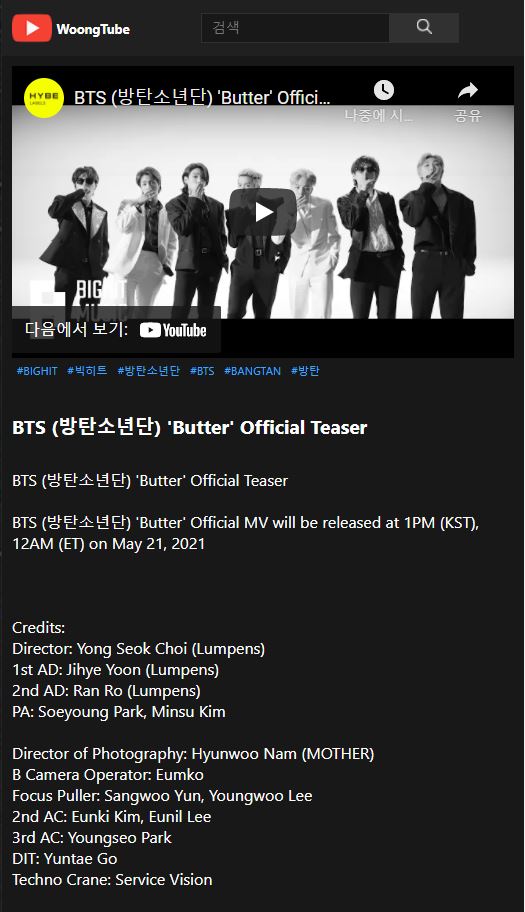 WoongTube
검색
HYBE
LABELS
BTS (방탄소년단) 'Butter' Offici...
나중에 시...
공유
BIGHIT
MUSIC
다음에서 보기: YouTube
#BIGHIT #빅히트 #방탄소년단 #BTS #BANGTAN #방탄
BTS (방탄소년단) 'Butter' Official Teaser
BTS (방탄소년단) 'Butter' Official Teaser
BTS (방탄소년단) 'Butter' Official MV will be released at 1PM (KST),
12AM (ET) on May 21, 2021
Credits:
Director: Yong Seok Choi (Lumpens)
1st AD: Jihye Yoon (Lumpens)
2nd AD: Ran Ro (Lumpens)
PA: Soeyoung Park, Minsu Kim
Director of Photography: Hyunwoo Nam (MOTHER)
B Camera Operator: Eumko
Focus Puller: Sangwoo Yun, Youngwoo Lee
2nd AC: Eunki Kim, Eunil Lee
3rd AC: Youngseo Park
DIT: Yuntae Go
Techno Crane: Service Vision